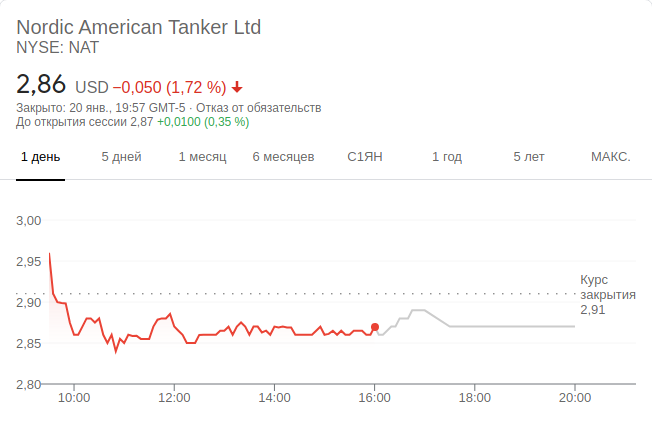 Nordic American Tanker Ltd
NYSE: NAT
2,86 USD −0,050 (1,72 %)
Закрыто: 20 янв., 19:57 GMT-5 · Отказ от обязательств
До открытия сессии 2,87 +0,0100 (0,35 %)
1 день 5 дней 1 месяц 6 месяцев С1ЯН 1 год 5 лет МАКС.
3,00
2,95
Курс
закрытия
2,91
2,90
2,85
2,80
10:00 12:00 14:00 16:00 18:00 20:00